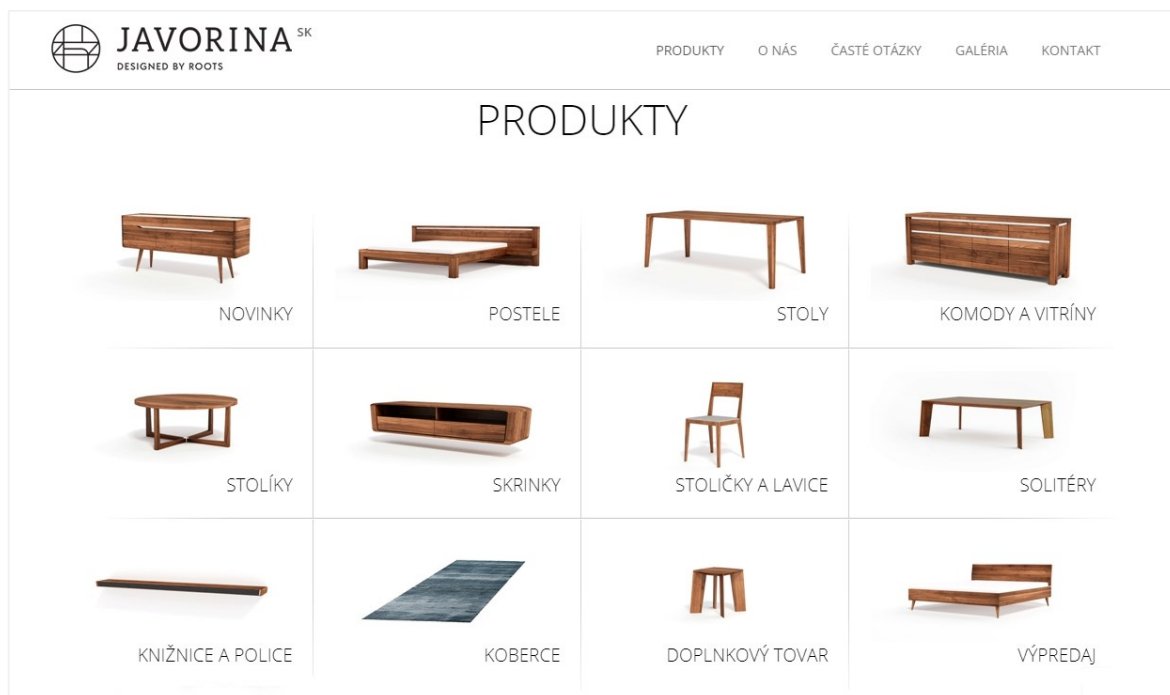 JAVORINA SK
DESIGNED BY ROOTS
PRODUKTY O NÁS ČASTÉ OTÁZKY GALÉRIA KONTAKT
PRODUKTY
NOVINKY POSTELE STOLY KOMODY A VITRÍNY
STOLÍKY SKRINKY STOLIČKY A LAVICE SOLITÉRY
KNIŽNICE A POLICE KOBERCE DOPLNKOVÝ TOVAR VÝPREDAJ